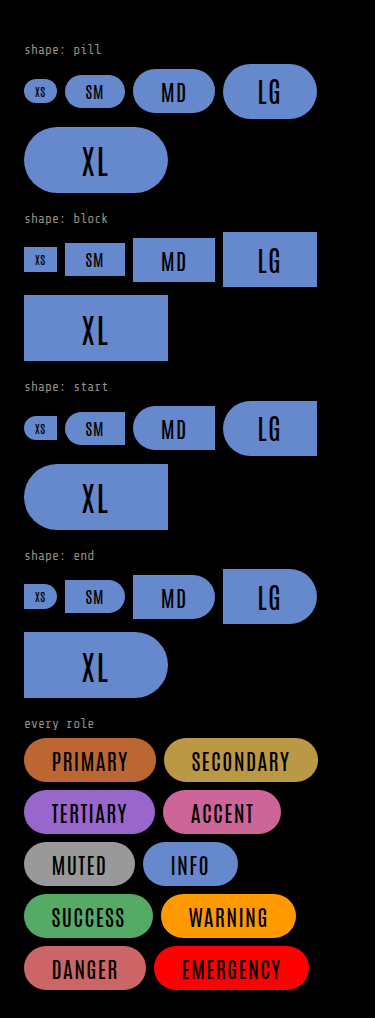 shape: pill
XS SM MD LG
XL
shape: block
XS SM MD LG
XL
shape: start
XS SM MD LG
XL
shape: end
XS SM MD LG
XL
every role
PRIMARY SECONDARY
TERTIARY ACCENT
MUTED INFO
SUCCESS WARNING
DANGER EMERGENCY